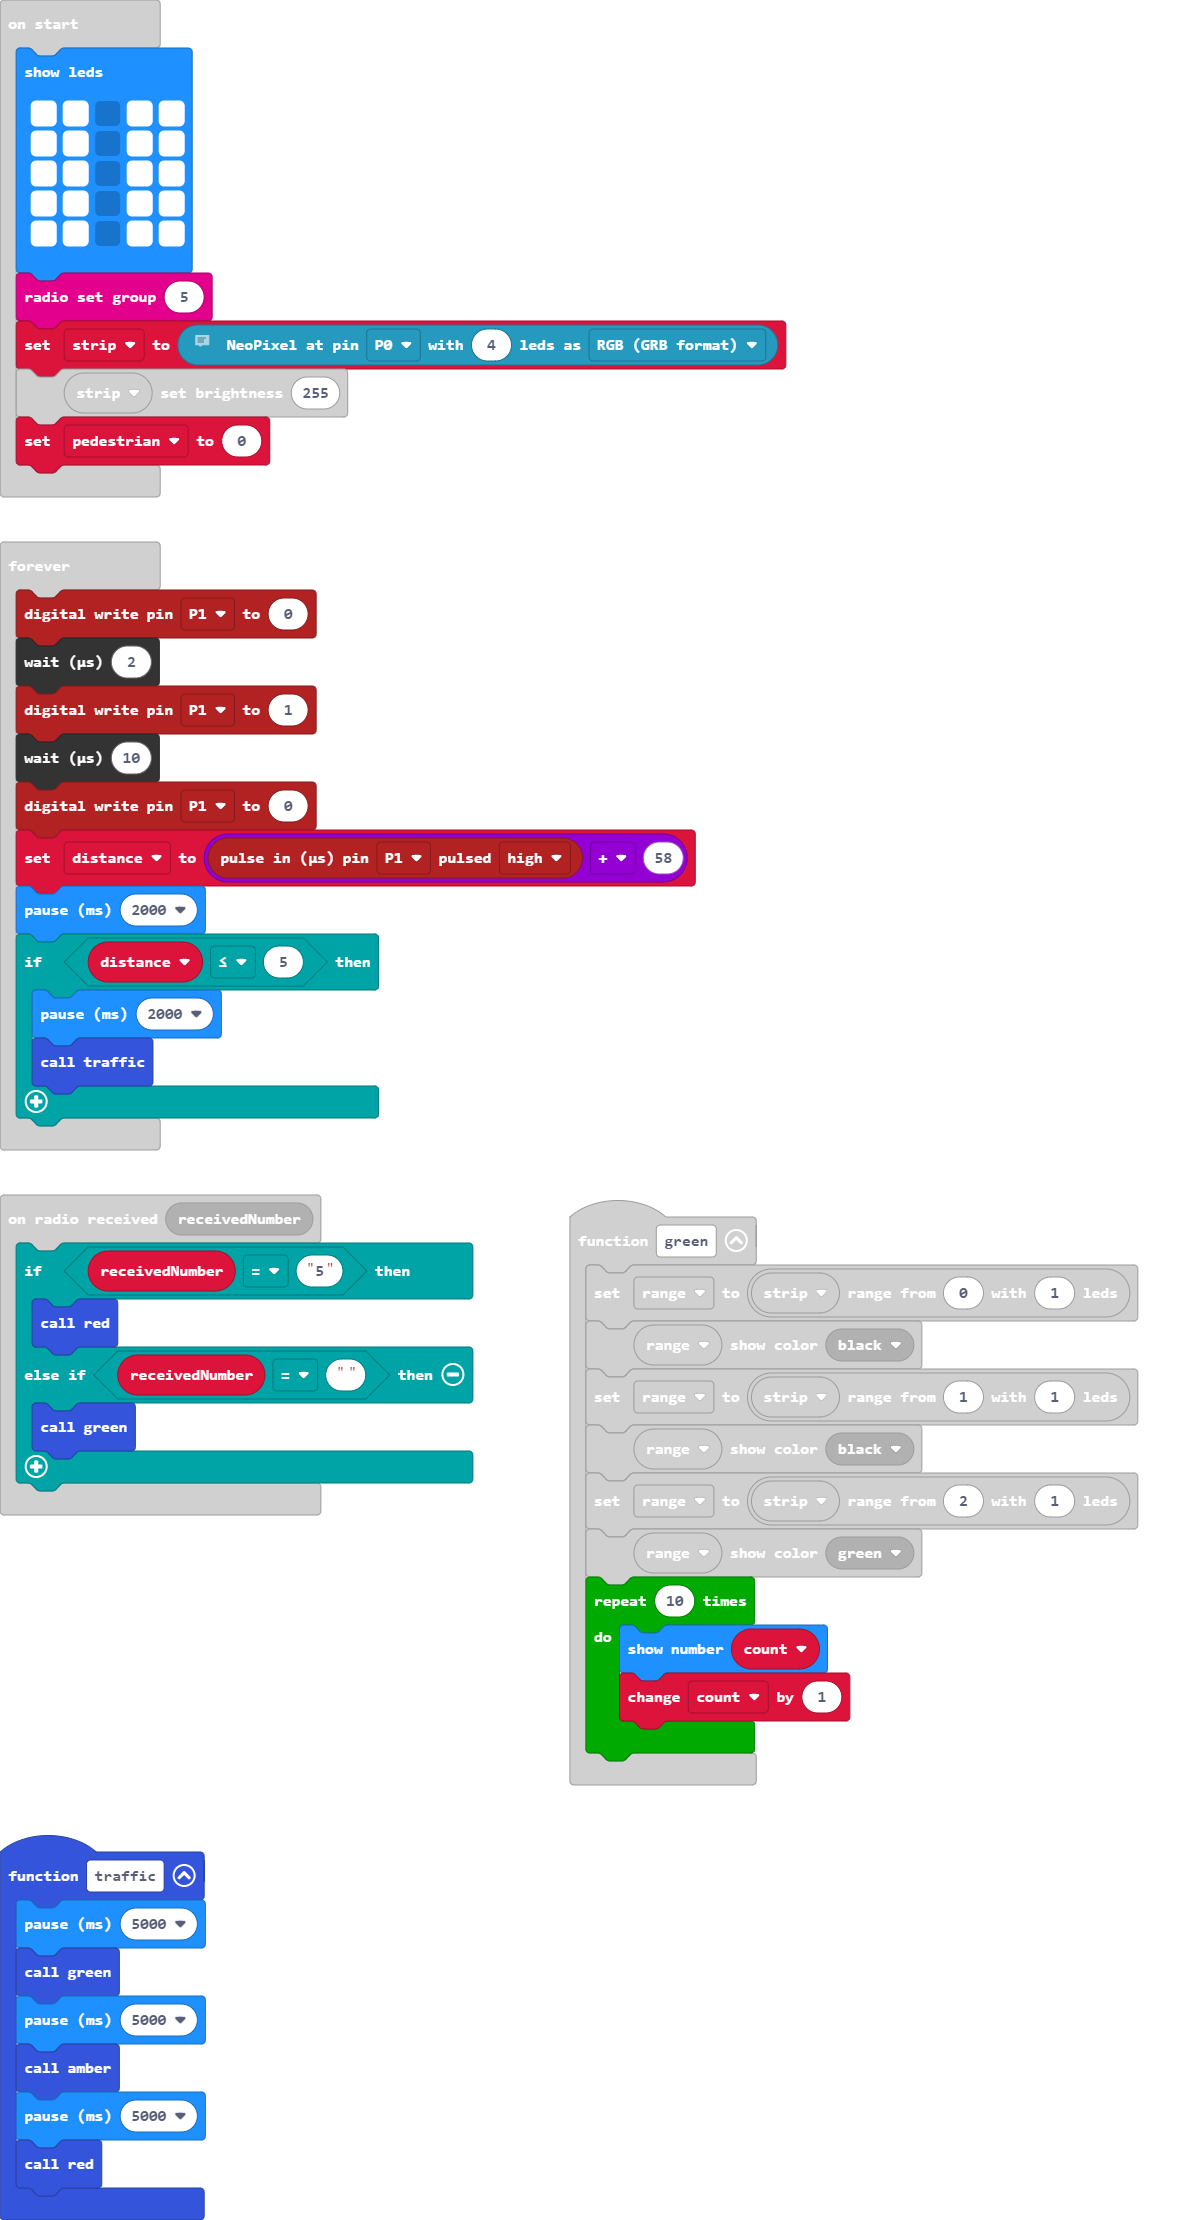 on start
show leds
radio set group 5
set strip to NeoPixel at pin P0 with 4 leds as RGB (GRB format)
strip set brightness 255
set pedestrian to 0
forever
digital write pin P1 to 0
wait (µs) 2
digital write pin P1 to 1
wait (µs) 10
digital write pin P1 to 0
set distance to pulse in (µs) pin P1 pulsed high + 58
pause (ms) 2000
if distance ≤ 5 then
pause (ms) 2000
call traffic
on radio received receivedNumber
if receivedNumber = "5" then
call red
else if receivedNumber = " " then
call green
function green
set range to strip range from 0 with 1 leds
range show color black
set range to strip range from 1 with 1 leds
range show color black
set range to strip range from 2 with 1 leds
range show color green
repeat 10 times
do show number count
change count by 1
function traffic
pause (ms) 5000
call green
pause (ms) 5000
call amber
pause (ms) 5000
call red